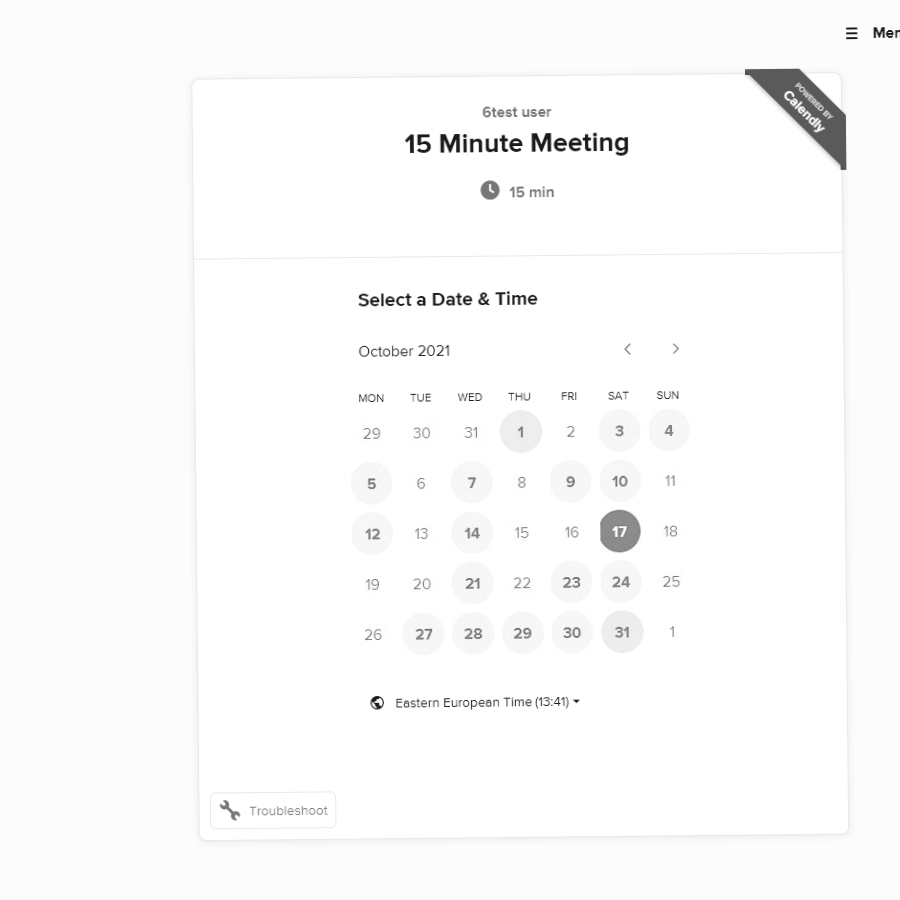 Men
POWERED BY
Calendly
6test user
15 Minute Meeting
15 min
Select a Date & Time
October 2021
MON TUE WED THU FRI SAT SUN
29 30 31 1 2 3 4
5 6 7 8 9 10 11
12 13 14 15 16 17 18
19 20 21 22 23 24 25
26 27 28 29 30 31 1
Eastern European Time (13:41)
Troubleshoot